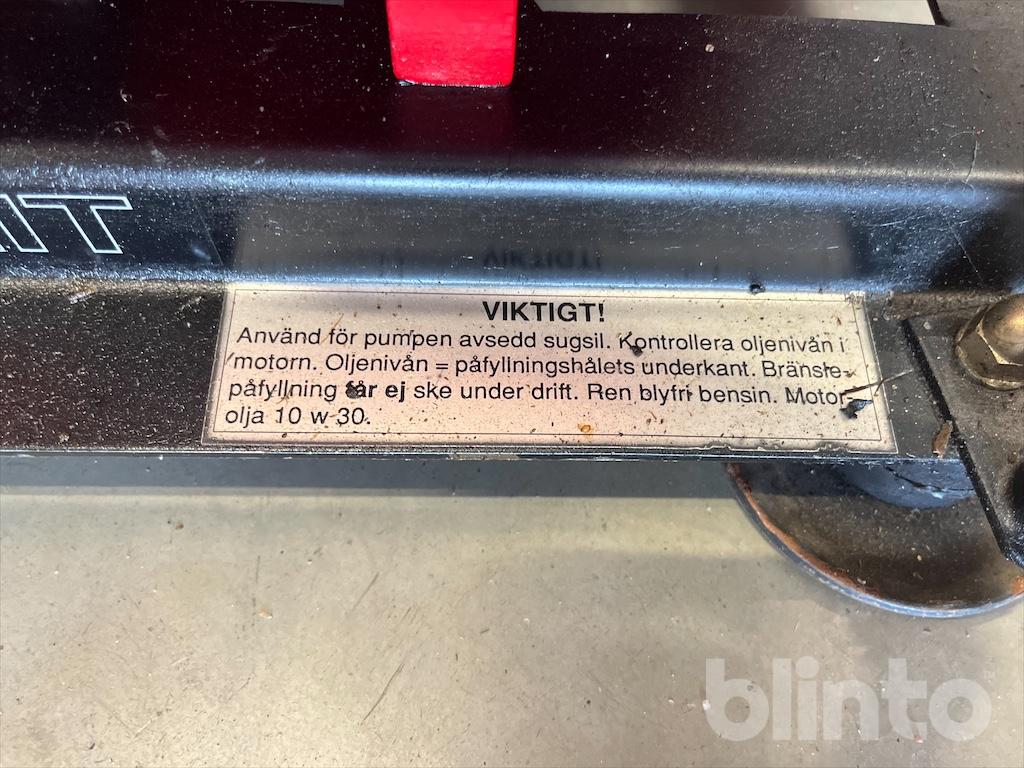 VIKTIGT!
Använd för pumpen avsedd sugsil. Kontrollera oljenivån i
motorn. Oljenivån = påfyllningshålets underkant. Bränsle-
påfyllning får ej ske under drift. Ren blyfri bensin. Motor-
olja 10 w 30.
blinto